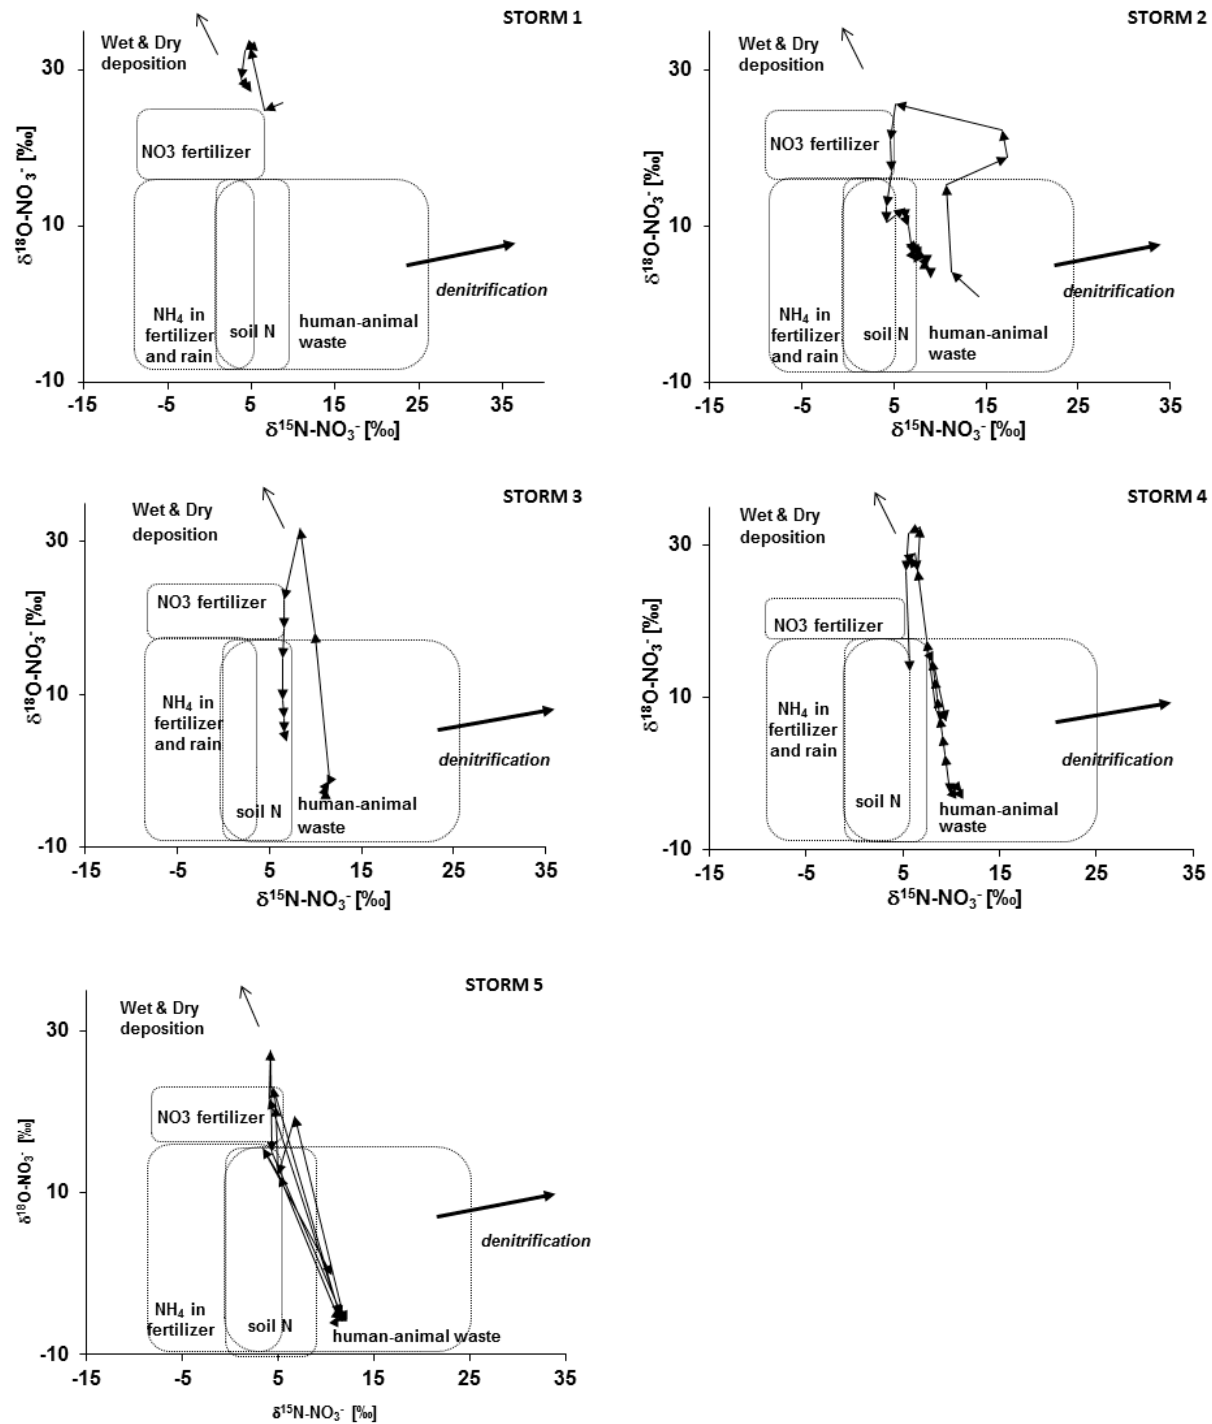 STORM 1
Wet & Dry
deposition
30
NO3 fertilizer
δ¹⁸O-NO₃⁻ [‰]
10
denitrification
NH₄ in
fertilizer
and rain
soil N
human-animal
waste
-10
-15 -5 5 15 25 35
δ¹⁵N-NO₃⁻ [‰]
STORM 2
Wet & Dry
deposition
30
NO3 fertilizer
δ¹⁸O-NO₃⁻ [‰]
10
denitrification
NH₄ in
fertilizer
and rain
soil N
human-animal
waste
-10
-15 -5 5 15 25 35
δ¹⁵N-NO₃⁻ [‰]
STORM 3
Wet & Dry
deposition
30
NO3 fertilizer
δ¹⁸O-NO₃⁻ [‰]
10
NH₄ in
fertilizer
and rain
denitrification
soil N
human-animal
waste
-10
-15 -5 5 15 25 35
δ¹⁵N-NO₃⁻ [‰]
STORM 4
Wet & Dry
deposition
30
NO3 fertilizer
δ¹⁸O-NO₃⁻ [‰]
10
NH₄ in
fertilizer
and rain
denitrification
soil N
human-animal
waste
-10
-15 -5 5 15 25 35
δ¹⁵N-NO₃⁻ [‰]
STORM 5
Wet & Dry
deposition
30
NO3 fertilizer
δ¹⁸O-NO₃⁻ [‰]
10
denitrification
NH₄ in
fertilizer
soil N
human-animal waste
-10
-15 -5 5 15 25 35
δ¹⁵N-NO₃⁻ [‰]